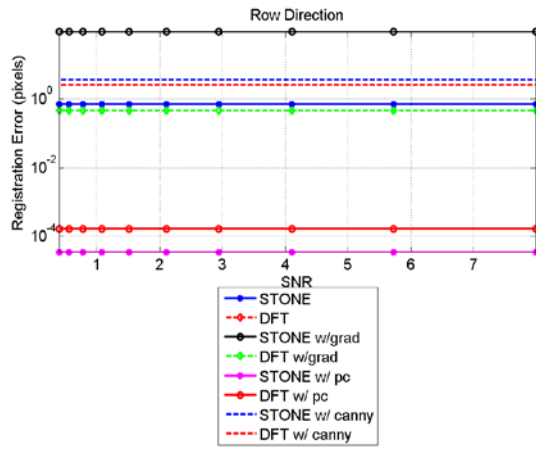 Row Direction
Registration Error (pixels)
10^0
10^-2
10^-4
1 2 3 4 5 6 7
SNR
STONE
DFT
STONE w/grad
DFT w/grad
STONE w/ pc
DFT w/ pc
STONE w/ canny
DFT w/ canny